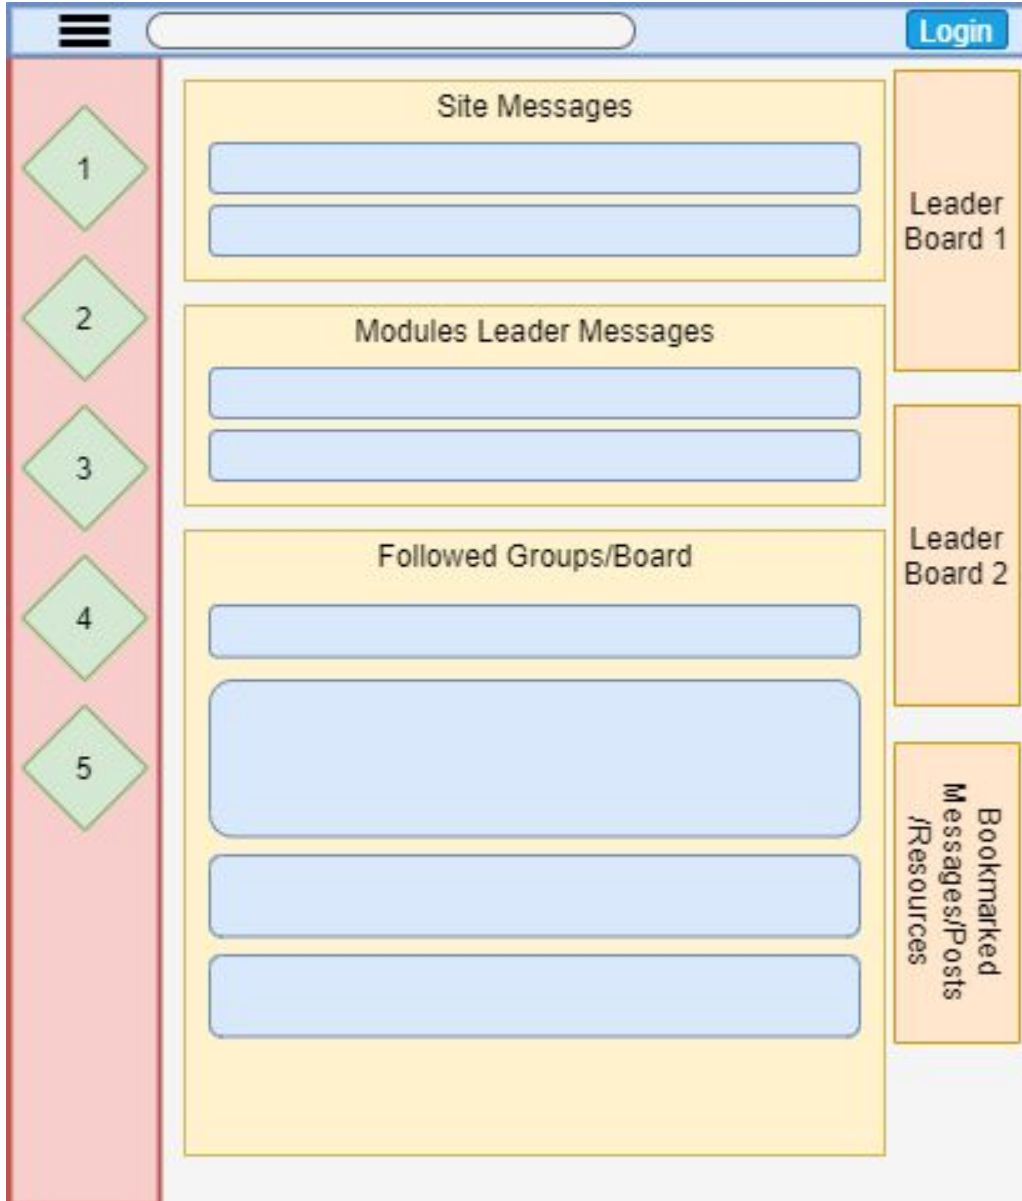 Login
1
2
3
4
5
Site Messages
Modules Leader Messages
Followed Groups/Board
Leader
Board 1
Leader
Board 2
Bookmarked
Messages/Posts
/Resources